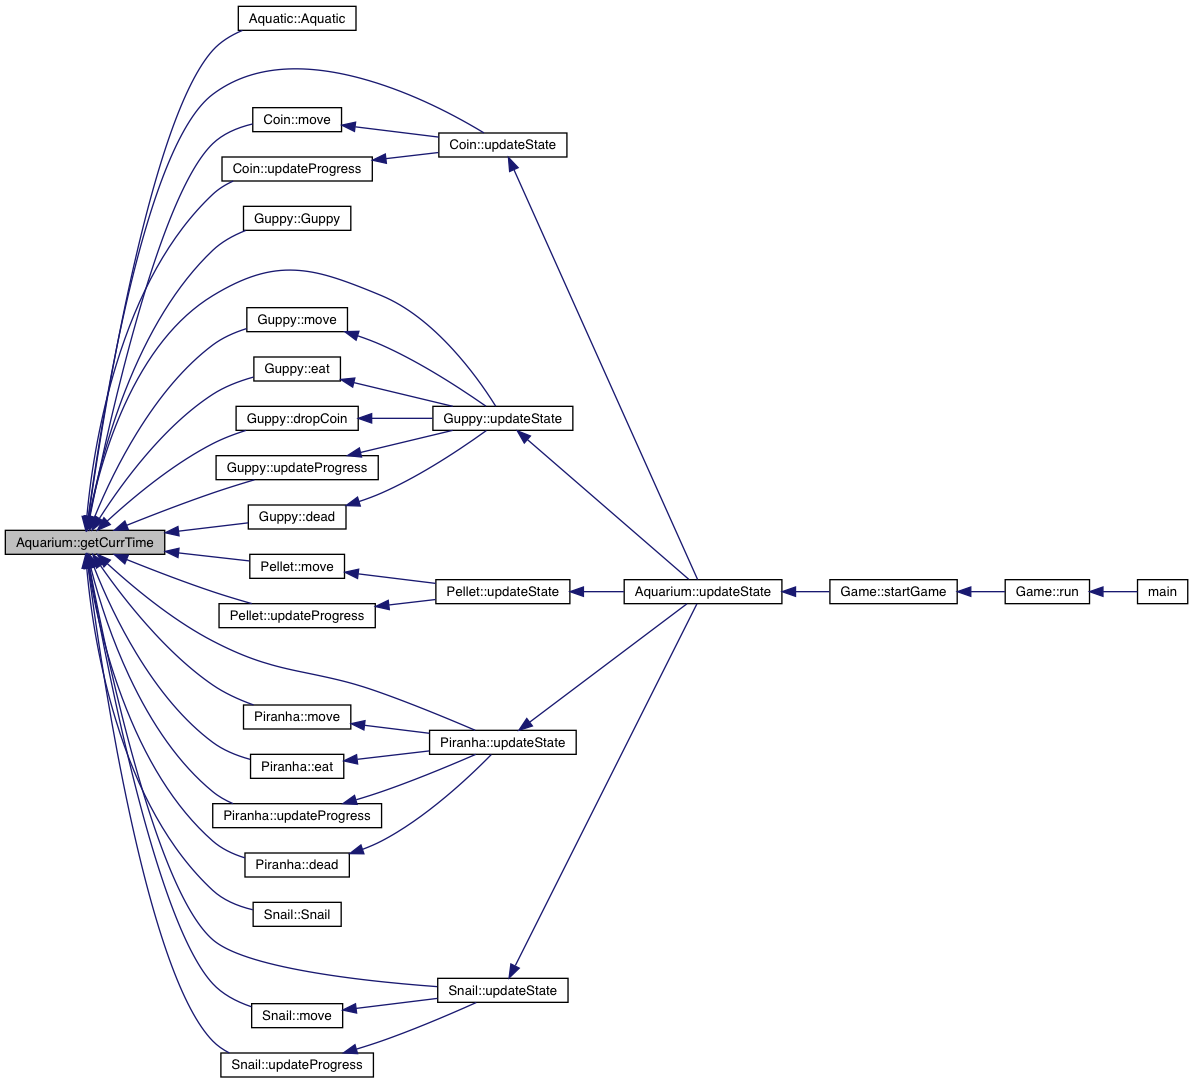 Aquatic::Aquatic
Coin::move
Coin::updateState
Coin::updateProgress
Guppy::Guppy
Guppy::move
Guppy::eat
Guppy::dropCoin
Guppy::updateState
Guppy::updateProgress
Guppy::dead
Aquarium::getCurrTime
Pellet::move
Pellet::updateState
Aquarium::updateState
Game::startGame
Game::run
main
Pellet::updateProgress
Piranha::move
Piranha::updateState
Piranha::eat
Piranha::updateProgress
Piranha::dead
Snail::Snail
Snail::updateState
Snail::move
Snail::updateProgress